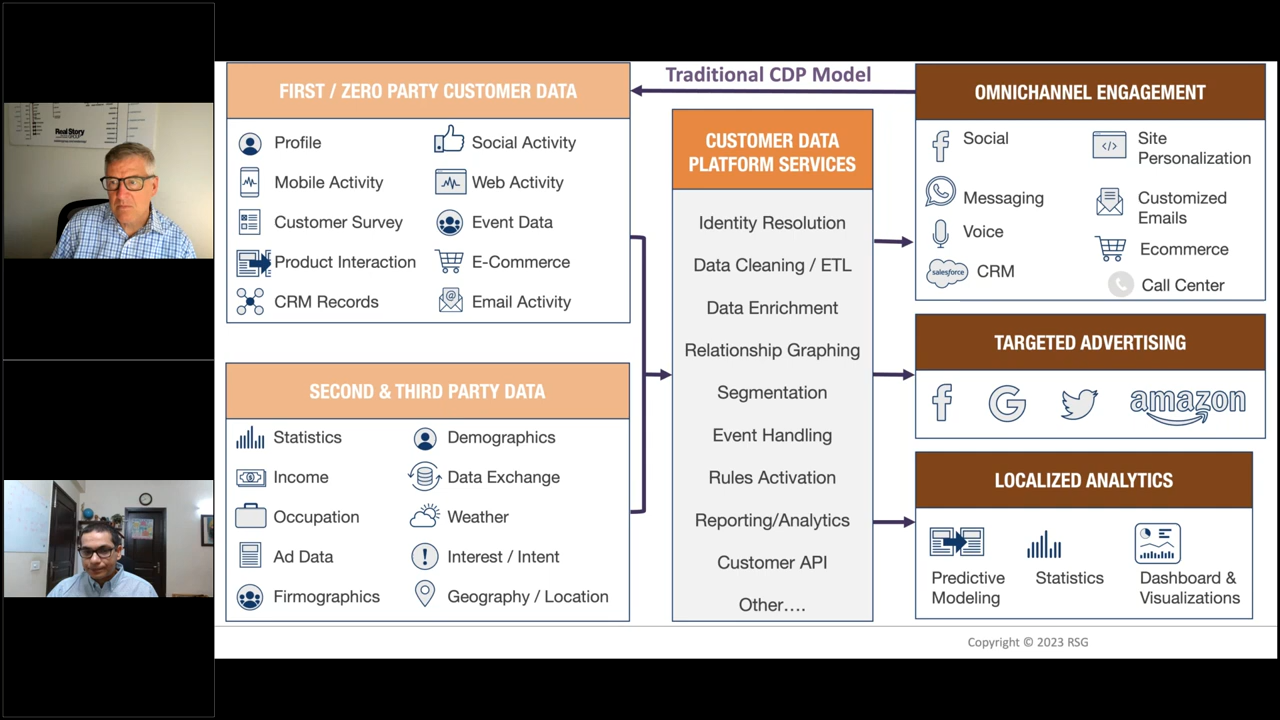 Real Story
Traditional CDP Model
FIRST / ZERO PARTY CUSTOMER DATA
Profile
Social Activity
Mobile Activity
Web Activity
Customer Survey
Event Data
Product Interaction
E-Commerce
CRM Records
Email Activity
SECOND & THIRD PARTY DATA
Statistics
Demographics
Income
Data Exchange
Occupation
Weather
Ad Data
Interest / Intent
Firmographics
Geography / Location
CUSTOMER DATA
PLATFORM SERVICES
Identity Resolution
Data Cleaning / ETL
Data Enrichment
Relationship Graphing
Segmentation
Event Handling
Rules Activation
Reporting/Analytics
Customer API
Other....
OMNICHANNEL ENGAGEMENT
Social
Site
Personalization
Messaging
Customized
Emails
Voice
Ecommerce
salesforce
CRM
Call Center
TARGETED ADVERTISING
amazon
LOCALIZED ANALYTICS
Predictive
Modeling
Statistics
Dashboard &
Visualizations
Copyright © 2023 RSG